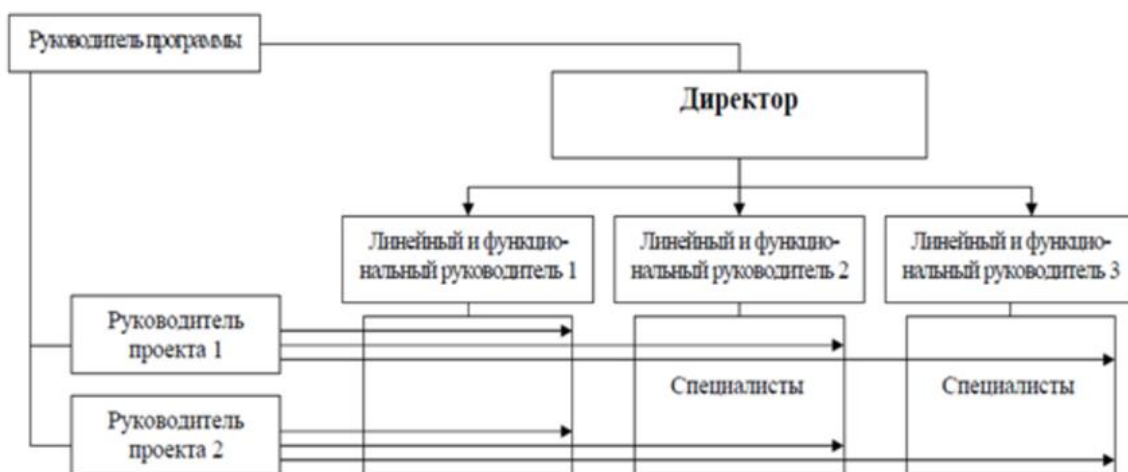 Руководитель программы
Директор
Линейный и функцио-
нальный руководитель 1
Линейный и функцио-
нальный руководитель 2
Линейный и функцио-
нальный руководитель 3
Руководитель
проекта 1
Специалисты
Специалисты
Руководитель
проекта 2